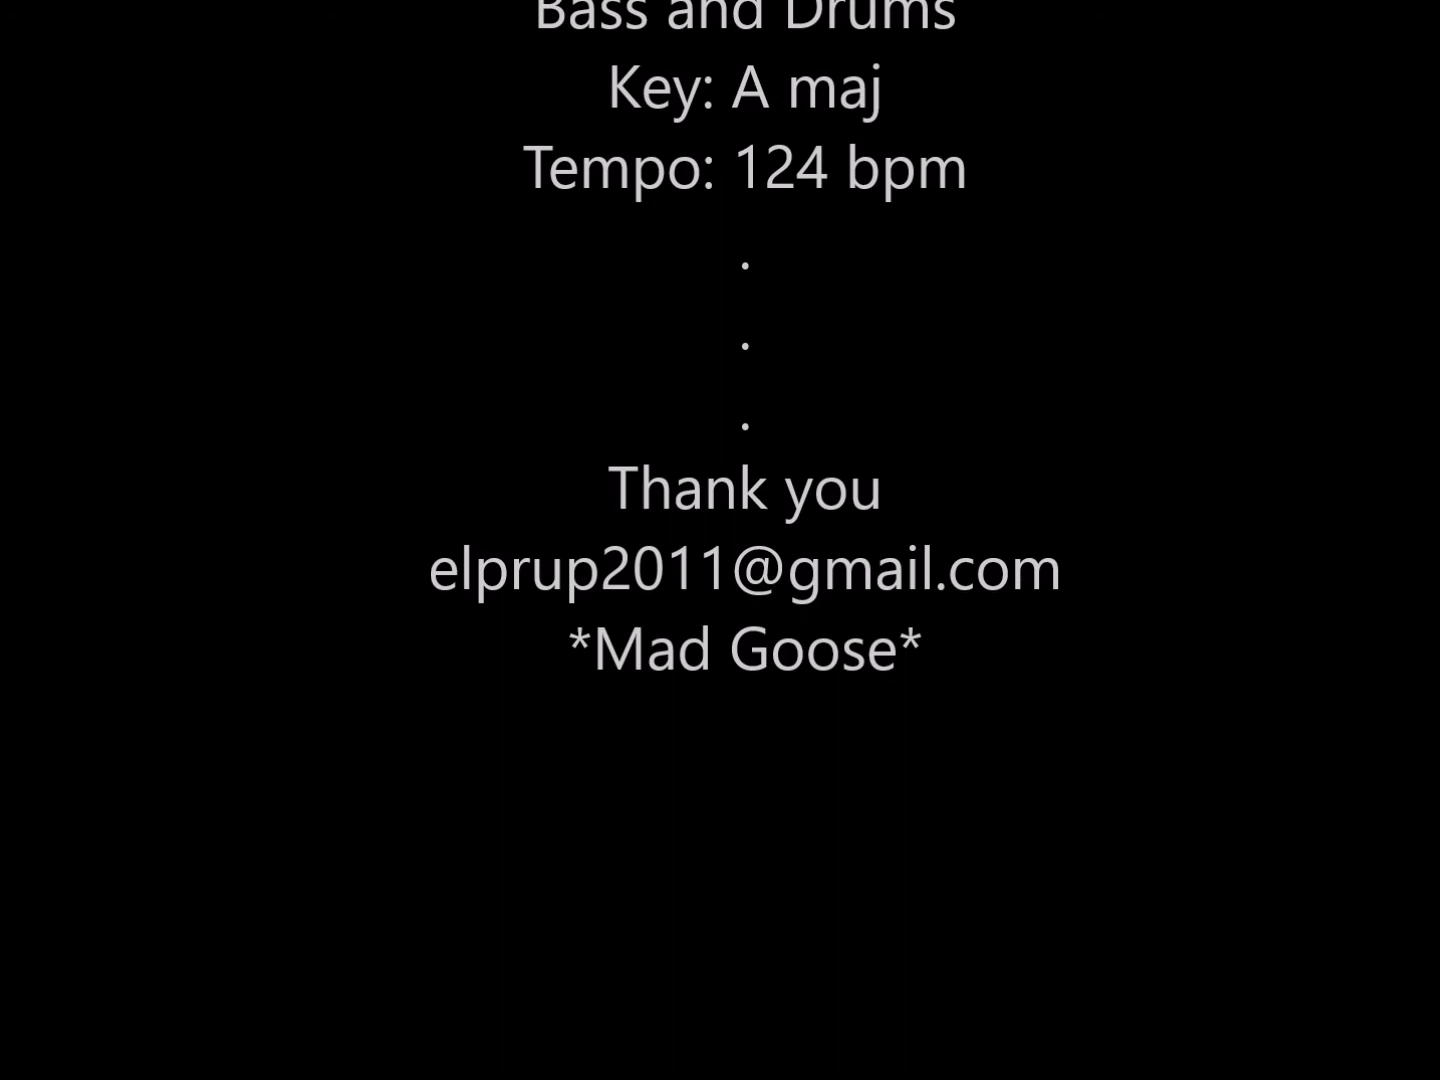 Bass and Drums
Key: A maj
Tempo: 124 bpm
.
.
.
Thank you
elprup2011@gmail.com
*Mad Goose*